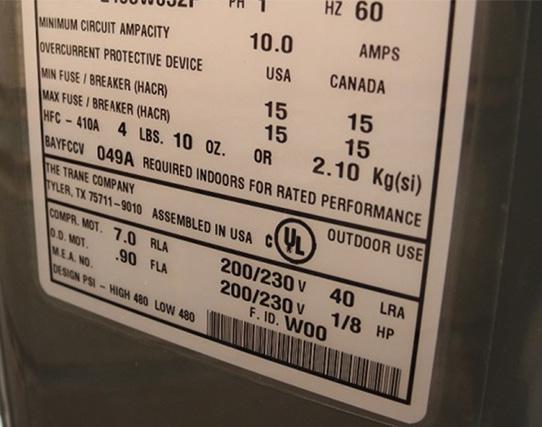 PH 1 HZ 60
MINIMUM CIRCUIT AMPACITY 10.0 AMPS
OVERCURRENT PROTECTIVE DEVICE USA CANADA
MIN FUSE / BREAKER (HACR) 15 15
MAX FUSE / BREAKER (HACR) 15 15
HFC - 410A 4 LBS. 10 OZ. OR 2.10 Kg(si)
BAYFCCV 049A REQUIRED INDOORS FOR RATED PERFORMANCE
THE TRANE COMPANY
TYLER, TX 75711-9010 ASSEMBLED IN USA C UL OUTDOOR USE
COMPR. MOT. 7.0 RLA 200/230 V 40 LRA
O.D. MOT. .90 FLA 200/230 V 1/8 HP
M.E.A. NO. F. ID. W00
DESIGN PSI - HIGH 480 LOW 480